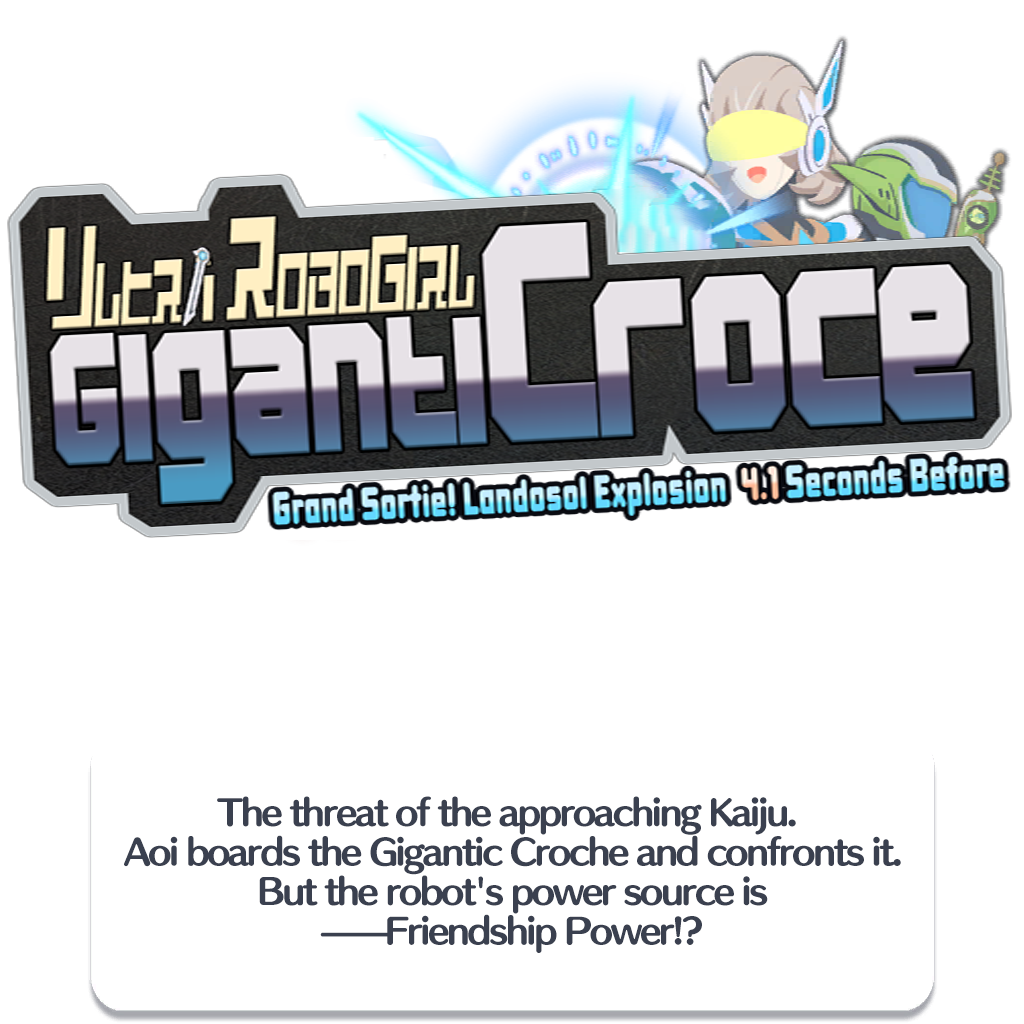 Ultra RoboGirl
GigantiCroce
Grand Sortie! Landosol Explosion 4.1 Seconds Before
The threat of the approaching Kaiju.
Aoi boards the Gigantic Croche and confronts it.
But the robot's power source is
——Friendship Power!?